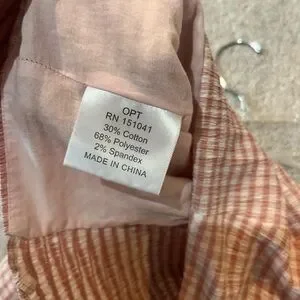 OPT
RN 151041
30% Cotton
68% Polyester
2% Spandex
MADE IN CHINA